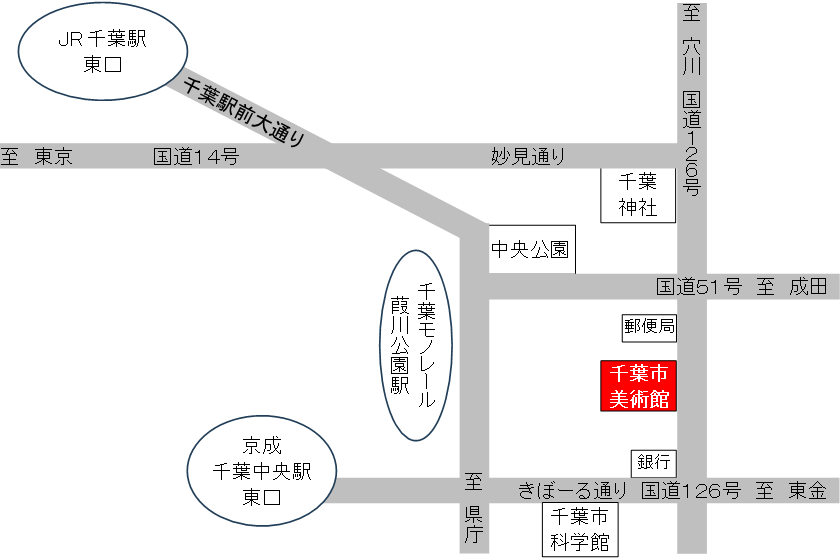 JR千葉駅
東口
千葉駅前大通り
至 穴川 国道126号
至 東京 国道14号 妙見通り
千葉
神社
中央公園
国道51号 至 成田
千葉モノレール
葭川公園駅
郵便局
千葉市
美術館
京成
千葉中央駅
東口
銀行
至 県庁
きぼーる通り 国道126号 至 東金
千葉市
科学館